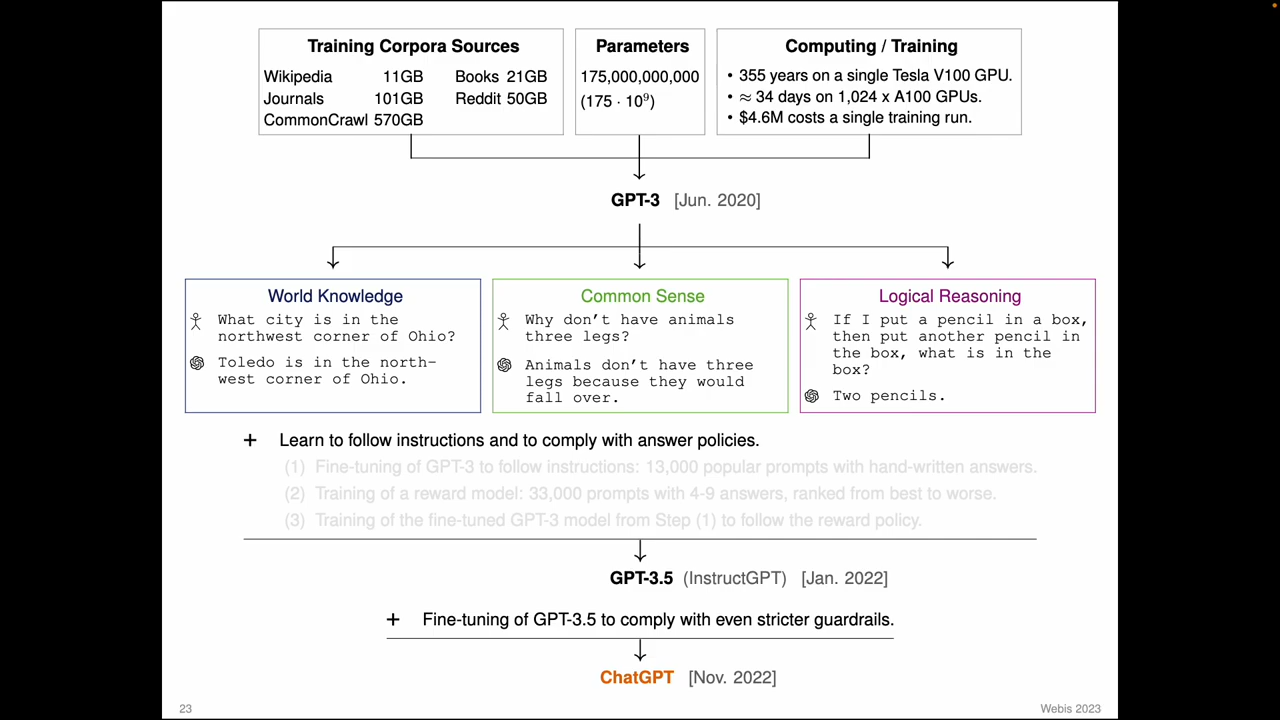 Training Corpora Sources
Wikipedia 11GB Books 21GB
Journals 101GB Reddit 50GB
CommonCrawl 570GB
Parameters
175,000,000,000
(175 · 10⁹)
Computing / Training
• 355 years on a single Tesla V100 GPU.
• ≈ 34 days on 1,024 x A100 GPUs.
• $4.6M costs a single training run.
GPT-3 [Jun. 2020]
World Knowledge
What city is in the
northwest corner of Ohio?
Toledo is in the north-
west corner of Ohio.
Common Sense
Why don't have animals
three legs?
Animals don't have three
legs because they would
fall over.
Logical Reasoning
If I put a pencil in a box,
then put another pencil in
the box, what is in the
box?
Two pencils.
+ Learn to follow instructions and to comply with answer policies.
(1) Fine-tuning of GPT-3 to follow instructions: 13,000 popular prompts with hand-written answers.
(2) Training of a reward model: 33,000 prompts with 4-9 answers, ranked from best to worse.
(3) Training of the fine-tuned GPT-3 model from Step (1) to follow the reward policy.
GPT-3.5 (InstructGPT) [Jan. 2022]
+ Fine-tuning of GPT-3.5 to comply with even stricter guardrails.
ChatGPT [Nov. 2022]
23
Webis 2023